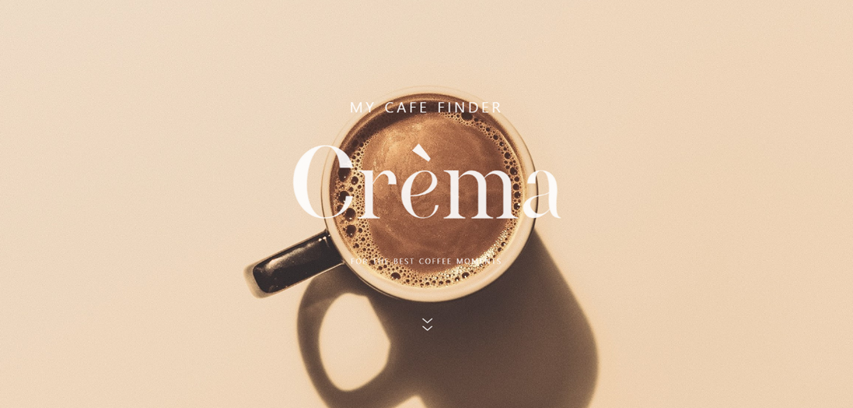 MY CAFE FINDER
Crèma
FOR THE BEST COFFEE MOMENTS